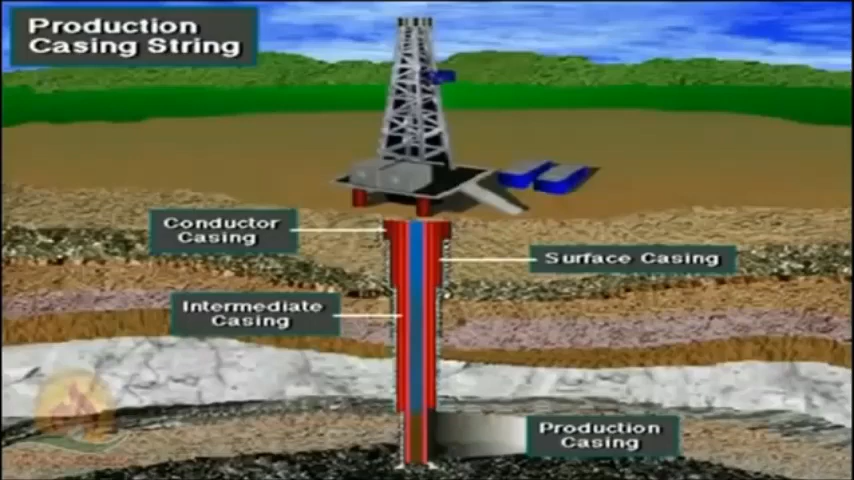 Production
Casing String
Conductor
Casing
Surface Casing
Intermediate
Casing
Production
Casing